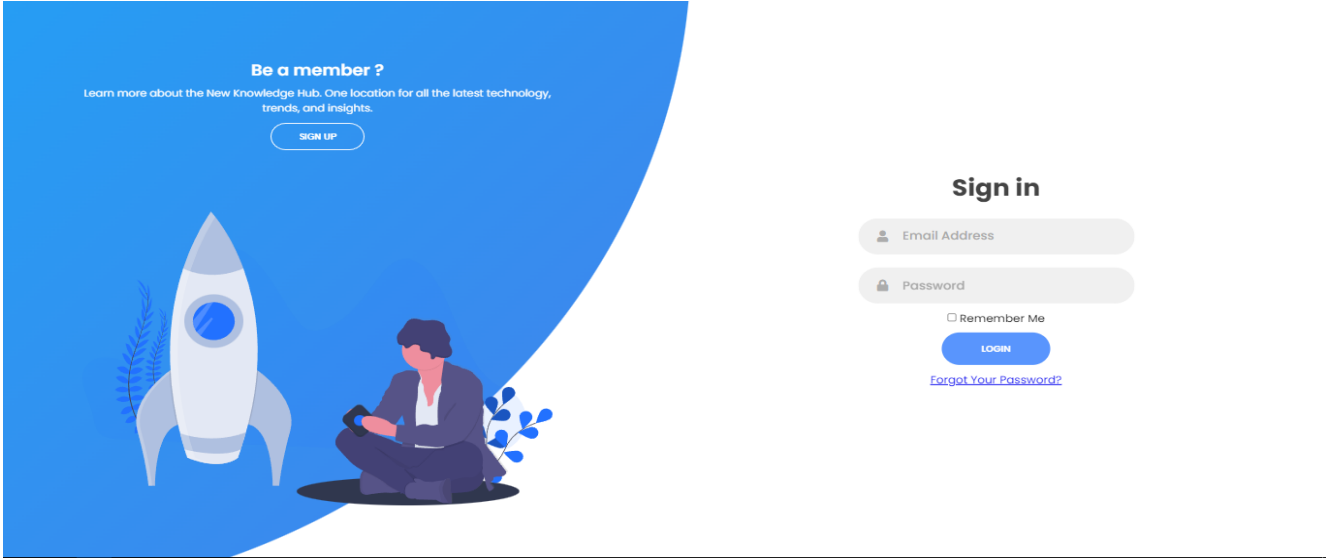 Be a member ?
Learn more about the New Knowledge Hub. One location for all the latest technology,
trends, and insights.
SIGN UP
Sign in
Email Address
Password
Remember Me
LOGIN
Forgot Your Password?